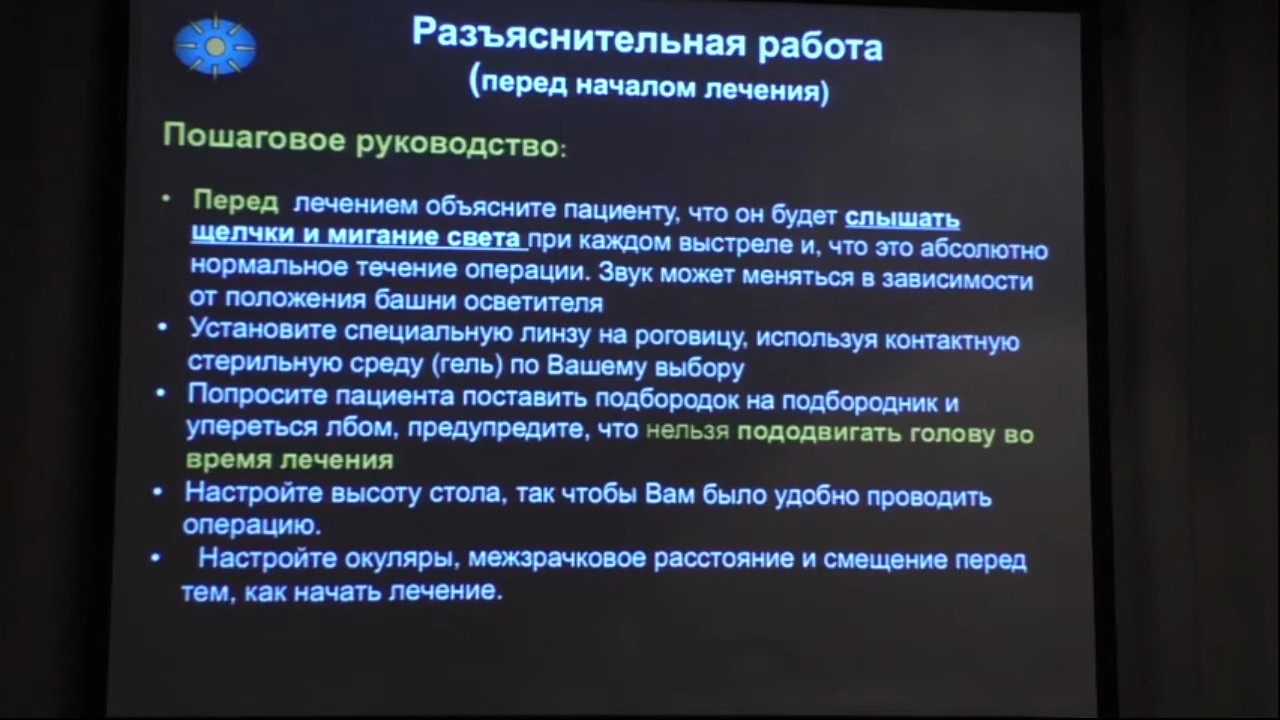 Разъяснительная работа
(перед началом лечения)
Пошаговое руководство:
• Перед лечением объясните пациенту, что он будет слышать
щелчки и мигание света при каждом выстреле и, что это абсолютно
нормальное течение операции. Звук может меняться в зависимости
от положения башни осветителя
• Установите специальную линзу на роговицу, используя контактную
стерильную среду (гель) по Вашему выбору
• Попросите пациента поставить подбородок на подбородник и
упереться лбом, предупредите, что нельзя пододвигать голову во
время лечения
• Настройте высоту стола, так чтобы Вам было удобно проводить
операцию.
• Настройте окуляры, межзрачковое расстояние и смещение перед
тем, как начать лечение.